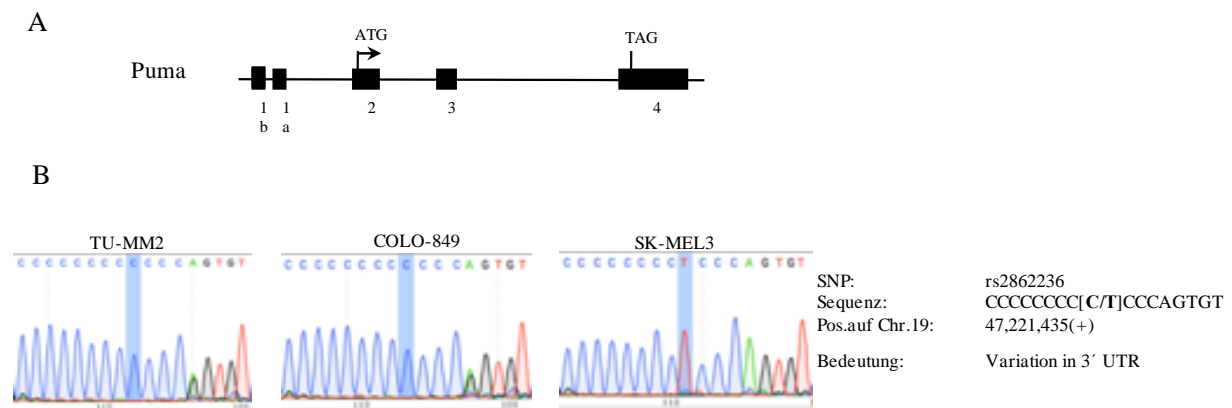 A
Puma
ATG
TAG
1 1 2 3 4
b a
B
TU-MM2
COLO-849
SK-MEL3
C C C C C C C C C C C C A G T G T
C C C C C C C C C C C C A G T G T
C C C C C C C C T C C C A G T G T
SNP: rs2862236
Sequenz: CCCCCCCC[C/T]CCCAGTGT
Pos.auf Chr.19: 47,221,435(+)
Bedeutung: Variation in 3´ UTR